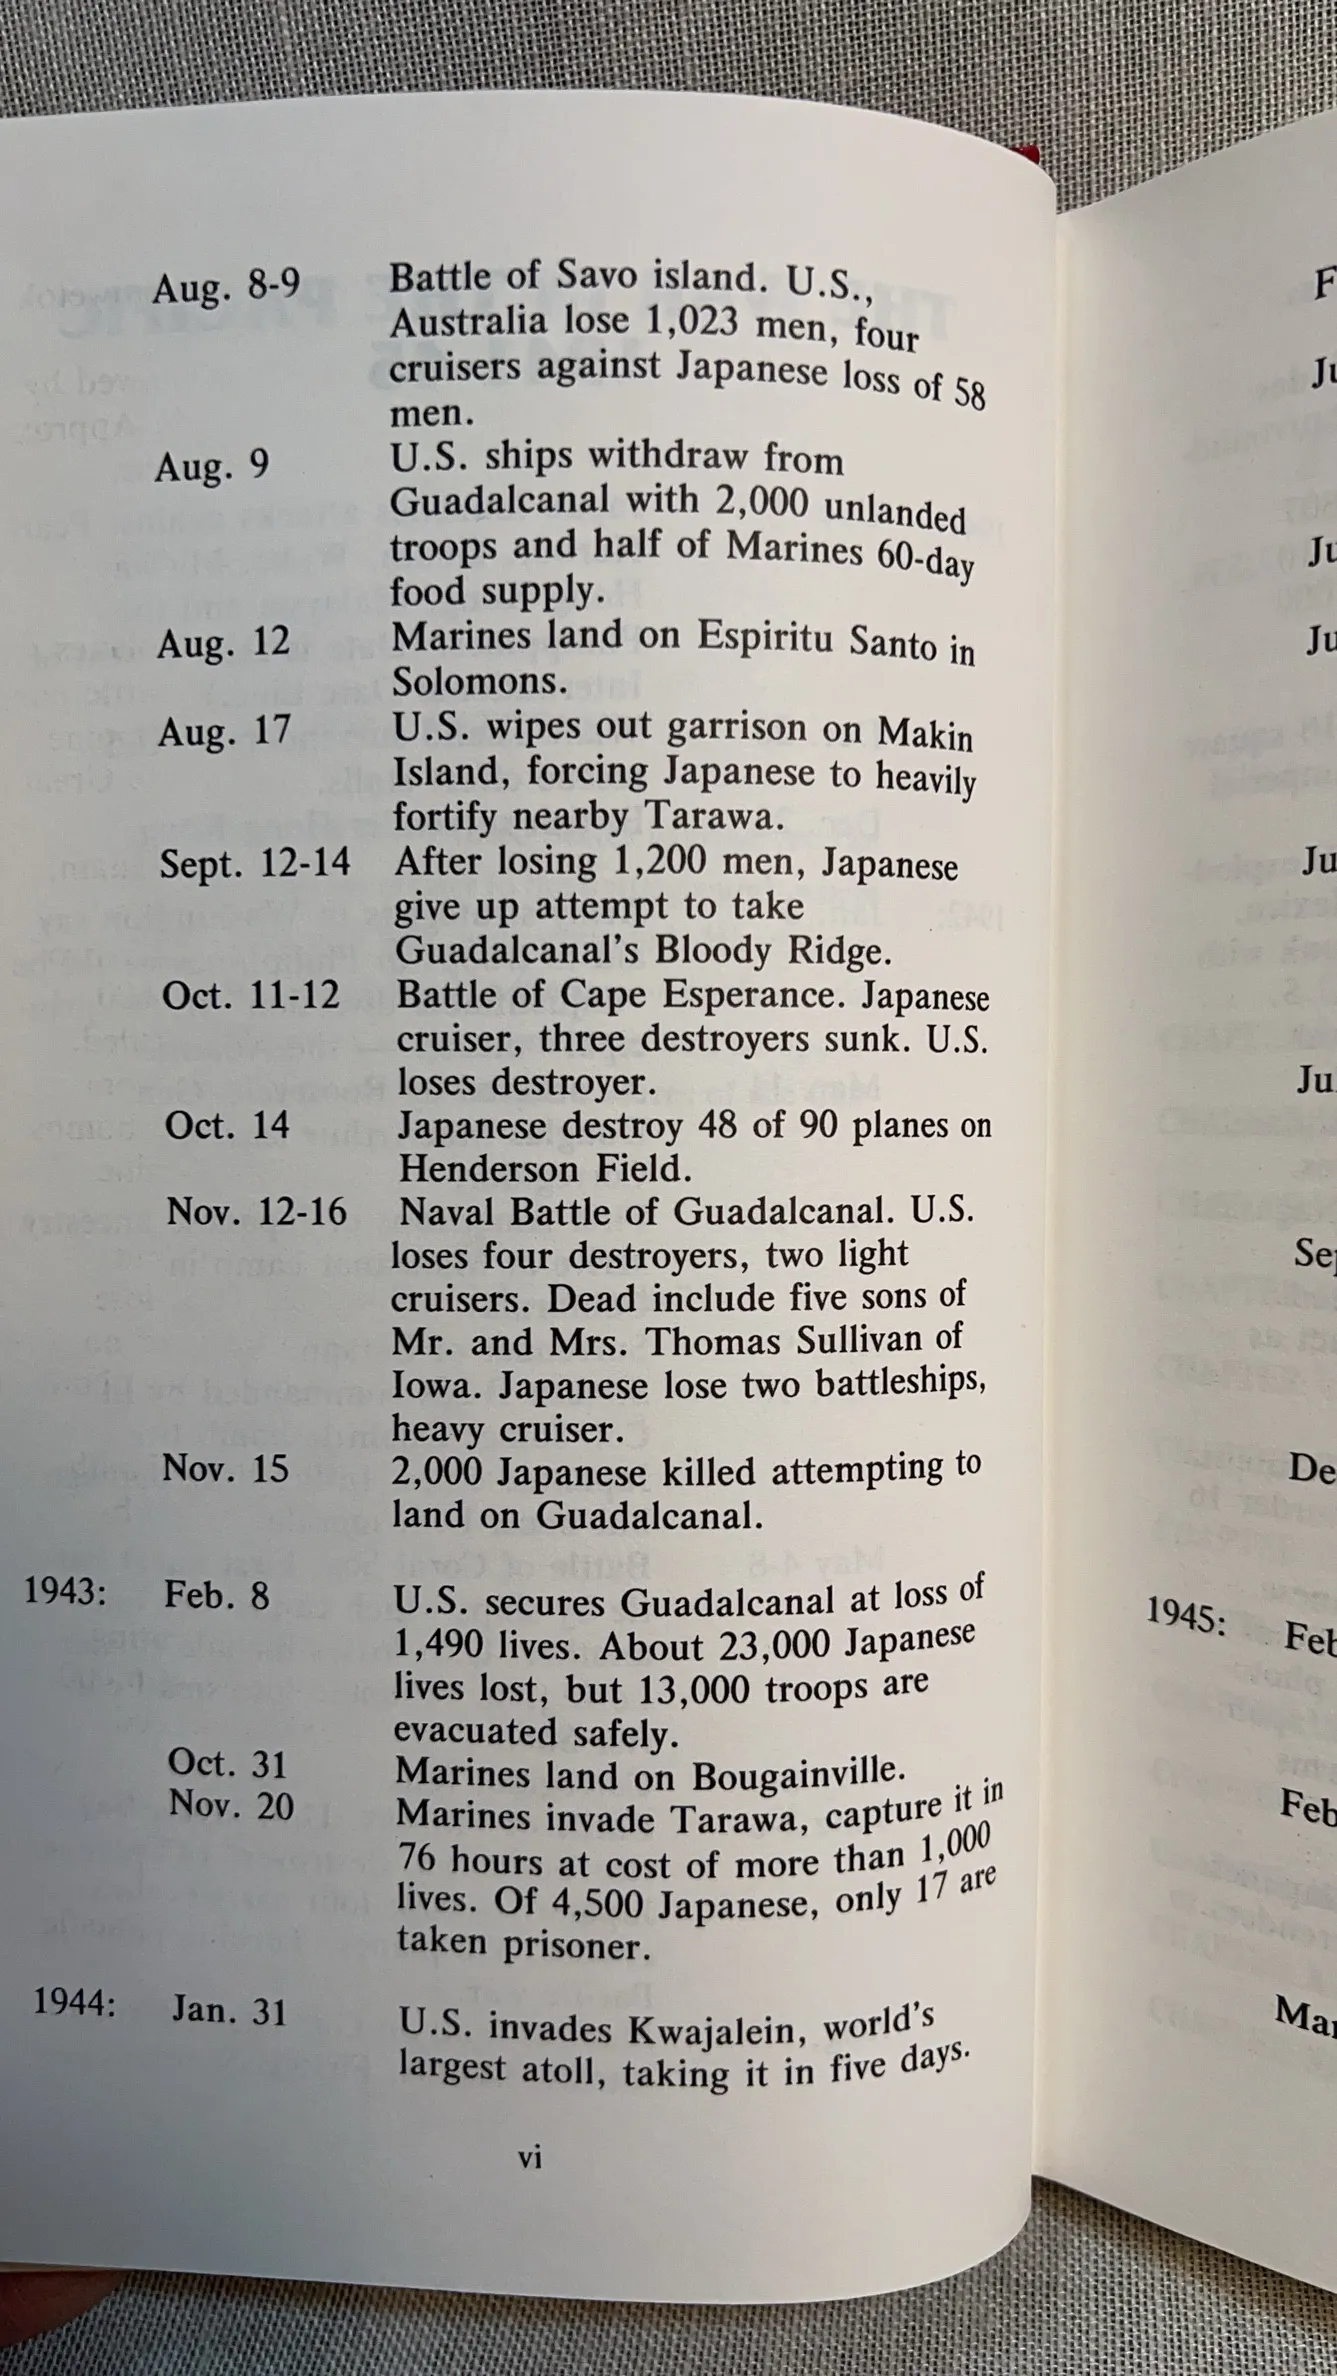 Aug. 8-9 Battle of Savo island. U.S.,
Australia lose 1,023 men, four
cruisers against Japanese loss of 58
men.
Aug. 9 U.S. ships withdraw from
Guadalcanal with 2,000 unlanded
troops and half of Marines 60-day
food supply.
Aug. 12 Marines land on Espiritu Santo in
Solomons.
Aug. 17 U.S. wipes out garrison on Makin
Island, forcing Japanese to heavily
fortify nearby Tarawa.
Sept. 12-14 After losing 1,200 men, Japanese
give up attempt to take
Guadalcanal's Bloody Ridge.
Oct. 11-12 Battle of Cape Esperance. Japanese
cruiser, three destroyers sunk. U.S.
loses destroyer.
Oct. 14 Japanese destroy 48 of 90 planes on
Henderson Field.
Nov. 12-16 Naval Battle of Guadalcanal. U.S.
loses four destroyers, two light
cruisers. Dead include five sons of
Mr. and Mrs. Thomas Sullivan of
Iowa. Japanese lose two battleships,
heavy cruiser.
Nov. 15 2,000 Japanese killed attempting to
land on Guadalcanal.
1943: Feb. 8 U.S. secures Guadalcanal at loss of
1,490 lives. About 23,000 Japanese
lives lost, but 13,000 troops are
evacuated safely.
Oct. 31 Marines land on Bougainville.
Nov. 20 Marines invade Tarawa, capture it in
76 hours at cost of more than 1,000
lives. Of 4,500 Japanese, only 17 are
taken prisoner.
1944: Jan. 31 U.S. invades Kwajalein, world's
largest atoll, taking it in five days.
vi
1945: Feb
Feb